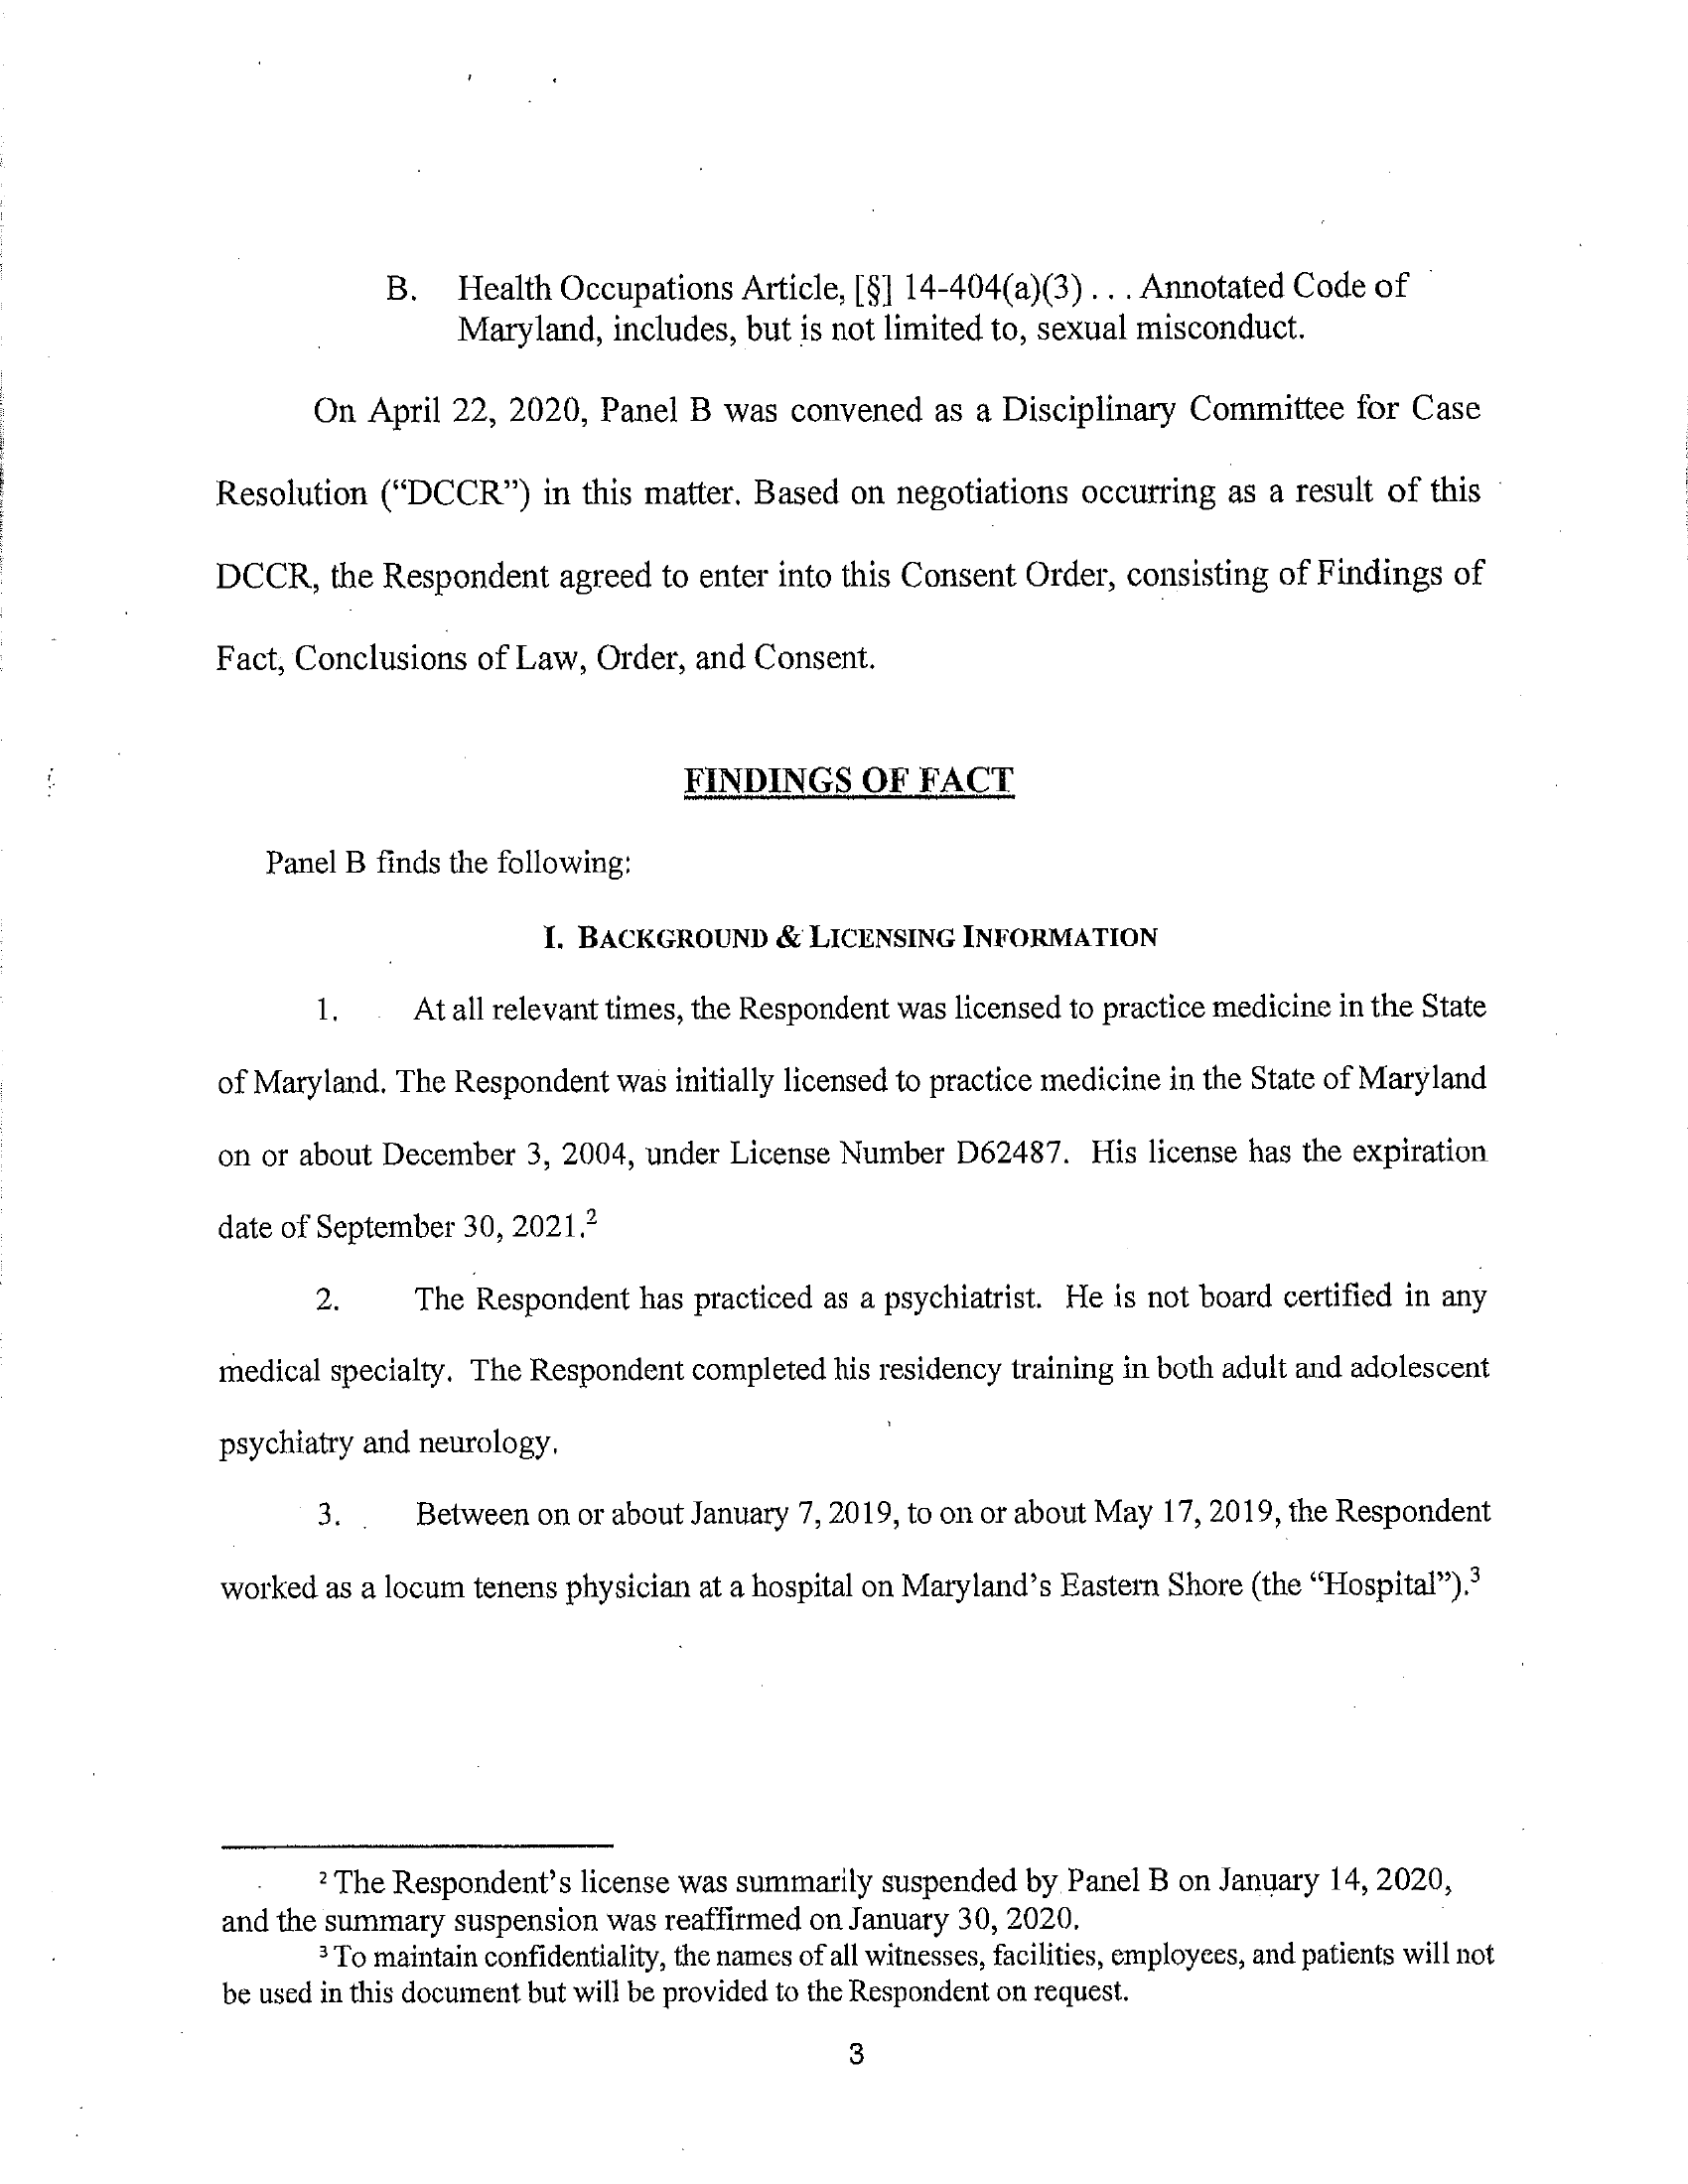 B. Health Occupations Article, [§] 14-404(a)(3) . . . Annotated Code of
Maryland, includes, but is not limited to, sexual misconduct.
On April 22, 2020, Panel B was convened as a Disciplinary Committee for Case
Resolution (“DCCR”) in this matter. Based on negotiations occurring as a result of this
DCCR, the Respondent agreed to enter into this Consent Order, consisting of Findings of
Fact, Conclusions of Law, Order, and Consent.
FINDINGS OF FACT
Panel B finds the following:
I. BACKGROUND & LICENSING INFORMATION
1. At all relevant times, the Respondent was licensed to practice medicine in the State
of Maryland. The Respondent was initially licensed to practice medicine in the State of Maryland
on or about December 3, 2004, under License Number D62487. His license has the expiration
date of September 30, 2021.²
2. The Respondent has practiced as a psychiatrist. He is not board certified in any
medical specialty. The Respondent completed his residency training in both adult and adolescent
psychiatry and neurology.
3. Between on or about January 7, 2019, to on or about May 17, 2019, the Respondent
worked as a locum tenens physician at a hospital on Maryland’s Eastern Shore (the “Hospital”).³
² The Respondent’s license was summarily suspended by Panel B on January 14, 2020,
and the summary suspension was reaffirmed on January 30, 2020.
³ To maintain confidentiality, the names of all witnesses, facilities, employees, and patients will not
be used in this document but will be provided to the Respondent on request.
3